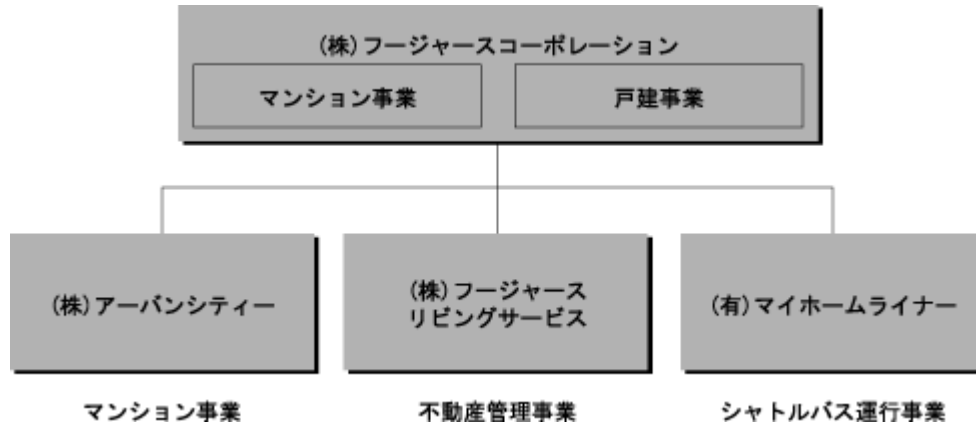 (株)フージャースコーポレーション
マンション事業
戸建事業
(株)アーバンシティー
(株)フージャース
リビングサービス
(有)マイホームライナー
マンション事業
不動産管理事業
シャトルバス運行事業